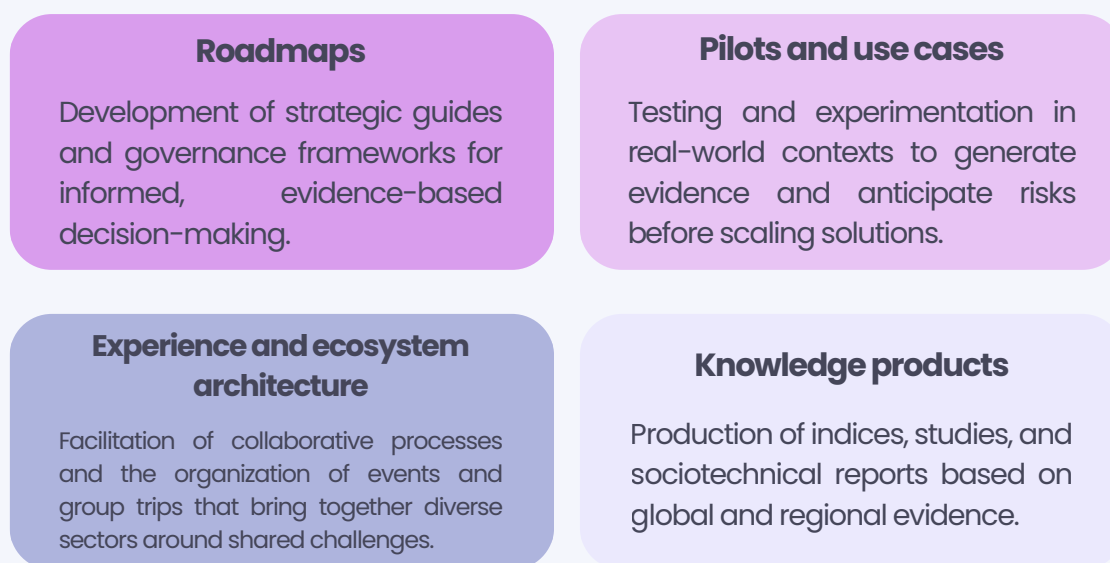 Roadmaps
Development of strategic guides
and governance frameworks for
informed, evidence-based
decision-making.
Pilots and use cases
Testing and experimentation in
real-world contexts to generate
evidence and anticipate risks
before scaling solutions.
Experience and ecosystem
architecture
Facilitation of collaborative processes
and the organization of events and
group trips that bring together diverse
sectors around shared challenges.
Knowledge products
Production of indices, studies, and
sociotechnical reports based on
global and regional evidence.